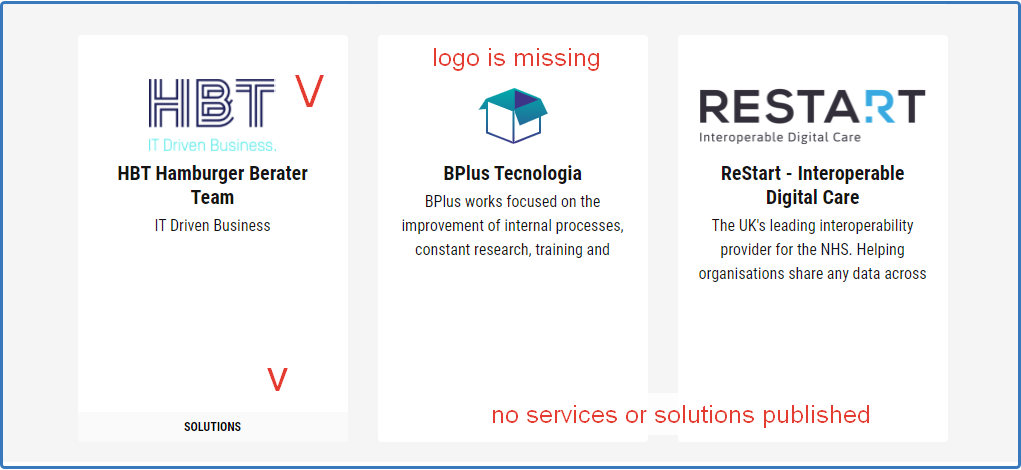 logo is missing
HBT
V
IT Driven Business.
HBT Hamburger Berater
Team
IT Driven Business
V
SOLUTIONS
BPlus Tecnologia
BPlus works focused on the
improvement of internal processes,
constant research, training and
RESTART
Interoperable Digital Care
ReStart - Interoperable
Digital Care
The UK's leading interoperability
provider for the NHS. Helping
organisations share any data across
no services or solutions published